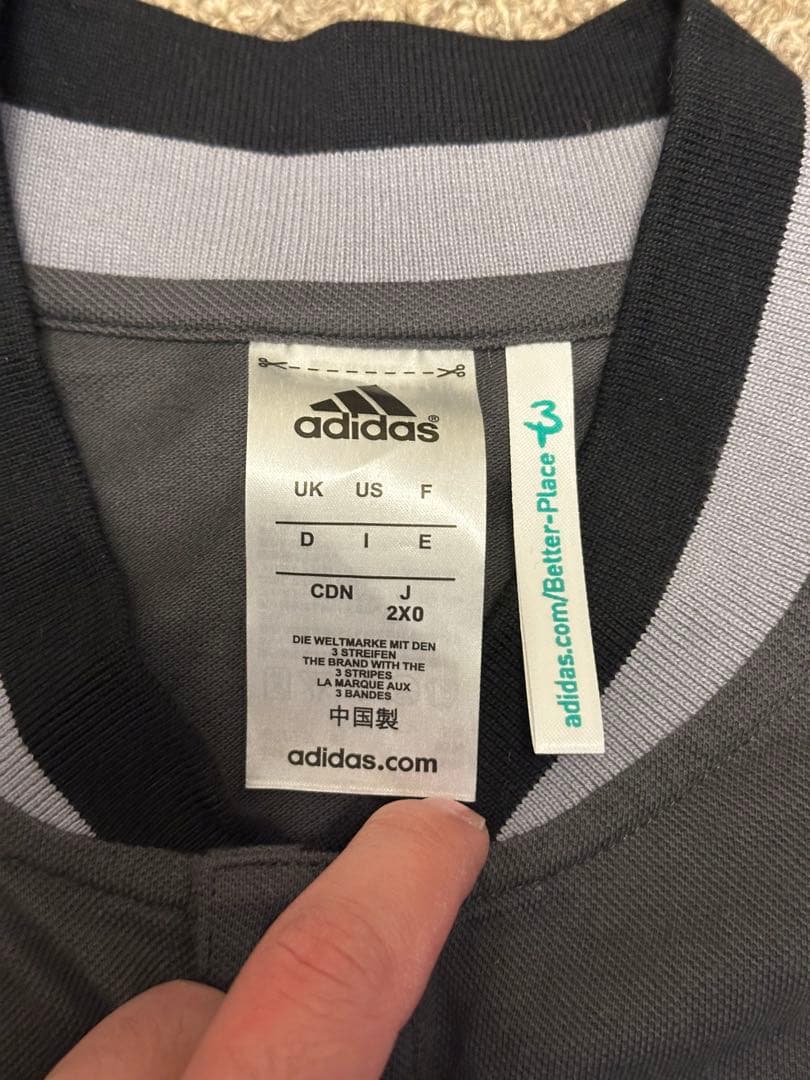 adidas®
UK US F
D I E
CDN J
2XO
DIE WELTMARKE MIT DEN
3 STREIFEN
THE BRAND WITH THE
3 STRIPES
LA MARQUE AUX
3 BANDES
中国製
adidas.com
adidas.com/Better-Place